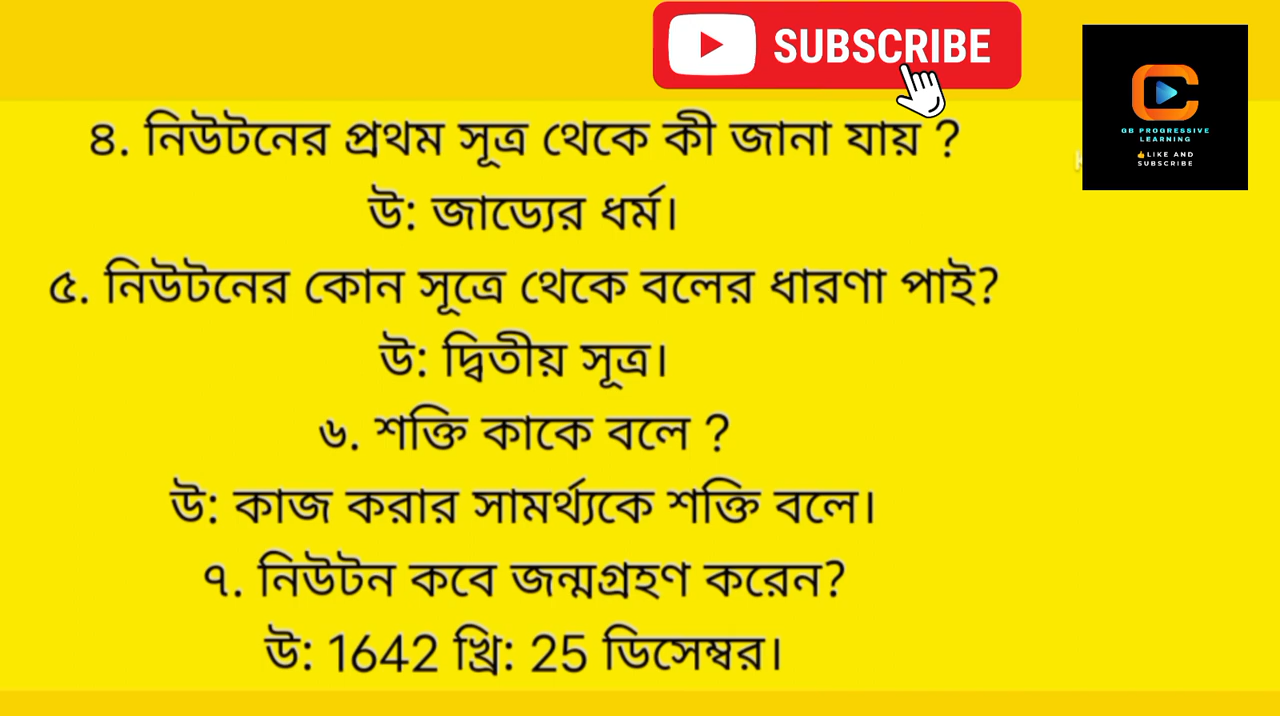 SUBSCRIBE
GB PROGRESSIVE
LEARNING
👍LIKE AND
SUBSCRIBE
৪. নিউটনের প্রথম সূত্র থেকে কী জানা যায় ?
উ: জাড্যের ধর্ম।
৫. নিউটনের কোন সূত্রে থেকে বলের ধারণা পাই?
উ: দ্বিতীয় সূত্র।
৬. শক্তি কাকে বলে ?
উ: কাজ করার সামর্থ্যকে শক্তি বলে।
৭. নিউটন কবে জন্মগ্রহণ করেন?
উ: 1642 খ্রি: 25 ডিসেম্বর।